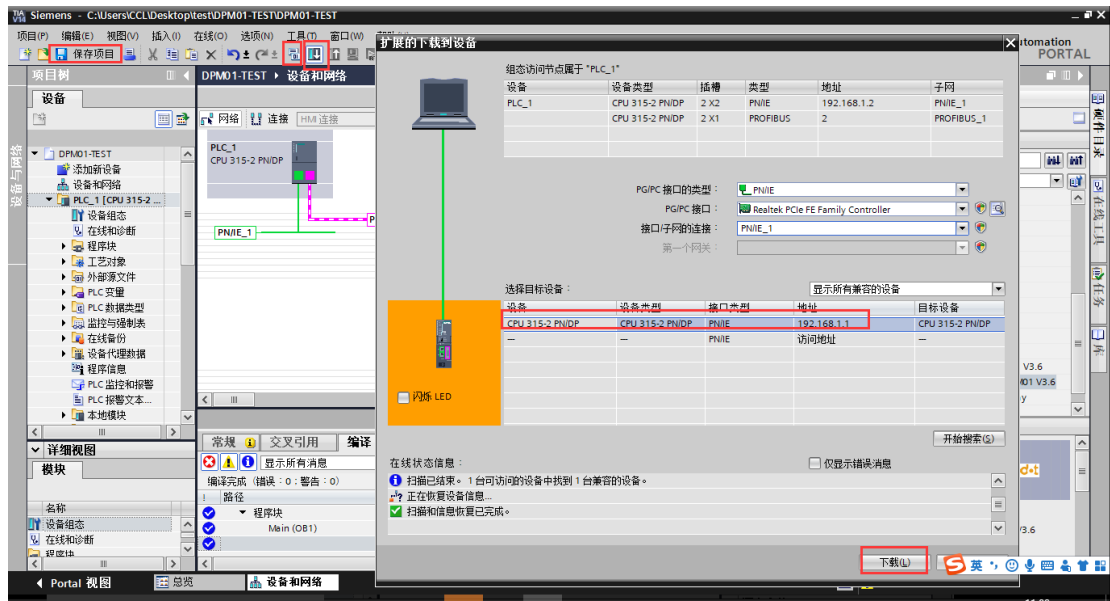 TIA V14 Siemens - C:\Users\CCL\Desktop\test\DPM01-TEST\DPM01-TEST
项目(P) 编辑(E) 视图(V) 插入(I) 在线(O) 选项(N) 工具(T) 窗口(W)
保存项目
utomation
PORTAL
项目树
DPM01-TEST ▸ 设备和网络
设备
网络 连接 HMI 连接
设备与网络
DPM01-TEST
添加新设备
设备和网络
PLC_1 [CPU 315-2 ...
设备组态
在线和诊断
程序块
工艺对象
外部源文件
PLC 变量
PLC 数据类型
监控与强制表
在线备份
设备代理数据
程序信息
PLC 监控和报警
PLC 报警文本...
本地模块
PLC_1
CPU 315-2 PN/DP
PN/IE_1
P
详细视图
模块
名称
设备组态
在线和诊断
程序块
常规 交叉引用 编译
显示所有消息
编译完成（错误：0；警告：0）
! 路径
程序块
Main (OB1)
Portal 视图 总览 设备和网络
扩展的下载到设备
组态访问节点属于 "PLC_1"
设备 设备类型 插槽 类型 地址 子网
PLC_1 CPU 315-2 PN/DP 2 X2 PN/IE 192.168.1.2 PN/IE_1
CPU 315-2 PN/DP 2 X1 PROFIBUS 2 PROFIBUS_1
PG/PC 接口的类型： PN/IE
PG/PC 接口： Realtek PCIe FE Family Controller
接口/子网的连接： PN/IE_1
第一个网关：
选择目标设备： 显示所有兼容的设备
设备 设备类型 接口类型 地址 目标设备
CPU 315-2 PN/DP CPU 315-2 PN/DP PN/IE 192.168.1.1 CPU 315-2 PN/DP
— — PN/IE 访问地址 —
闪烁 LED
开始搜索(S)
在线状态信息： 仅显示错误消息
扫描已结束。1 台可访问的设备中找到 1 台兼容的设备。
正在恢复设备信息...
扫描和信息恢复已完成。
下载(L)
硬件目录
在线工具
任务
库
V3.6
01 V3.6
y
d·t
/3.6
英